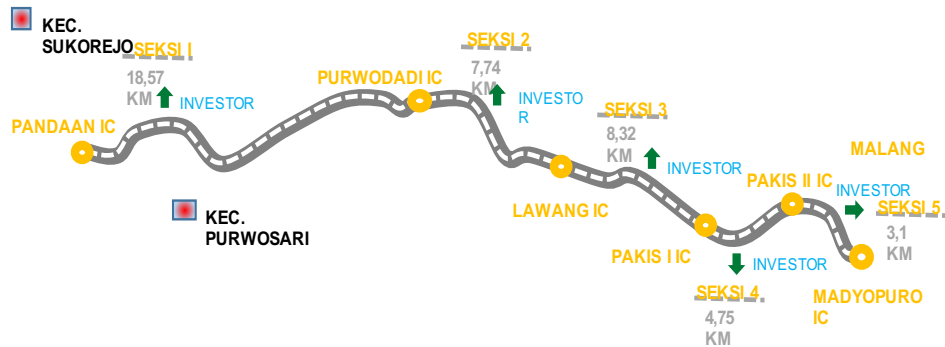 KEC.
SUKOREJO
SEKSI I
18,57
KM
INVESTOR
PANDAAN IC
PURWODADI IC
SEKSI 2
7,74
KM
INVESTO
R
SEKSI 3
8,32
KM
INVESTOR
LAWANG IC
KEC.
PURWOSARI
MALANG
PAKIS II IC
INVESTOR
SEKSI 5
3,1
KM
PAKIS I IC
INVESTOR
SEKSI 4
4,75
KM
MADYOPURO
IC